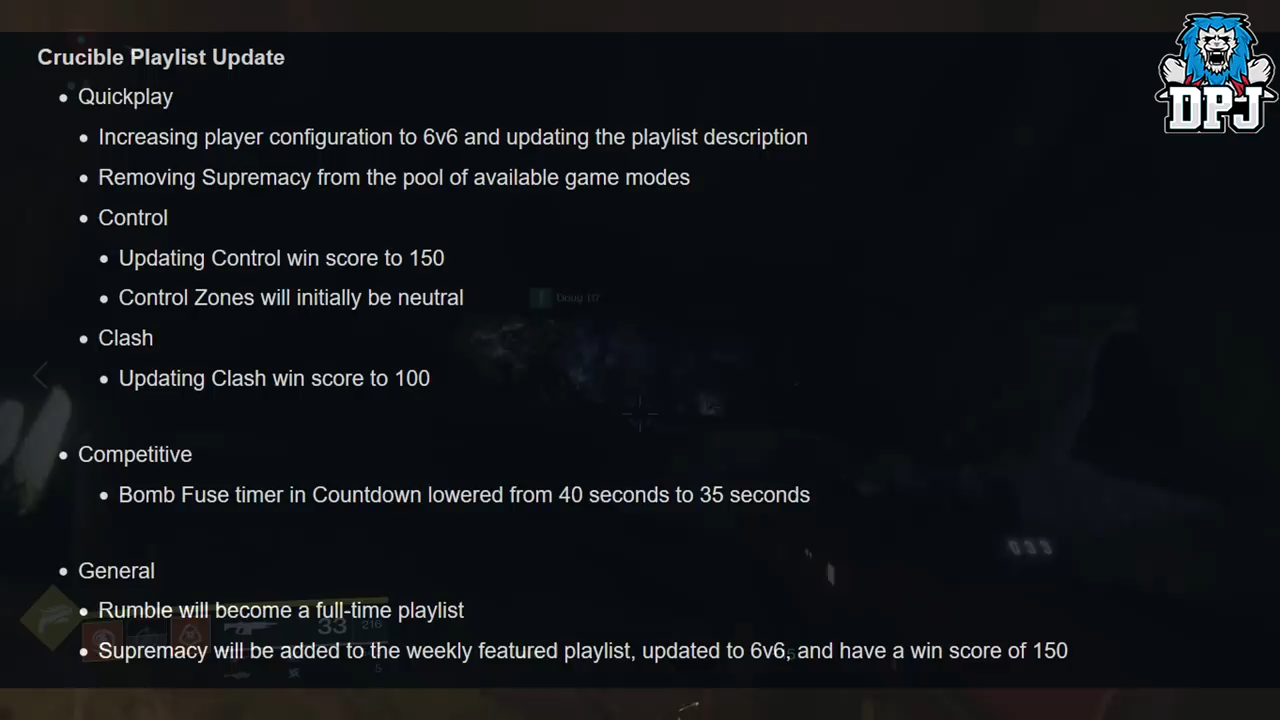 DPJ
Crucible Playlist Update
• Quickplay
• Increasing player configuration to 6v6 and updating the playlist description
• Removing Supremacy from the pool of available game modes
• Control
• Updating Control win score to 150
• Control Zones will initially be neutral
• Clash
• Updating Clash win score to 100
• Competitive
• Bomb Fuse timer in Countdown lowered from 40 seconds to 35 seconds
033
• General
• Rumble will become a full-time playlist
33 216
• Supremacy will be added to the weekly featured playlist, updated to 6v6, and have a win score of 150